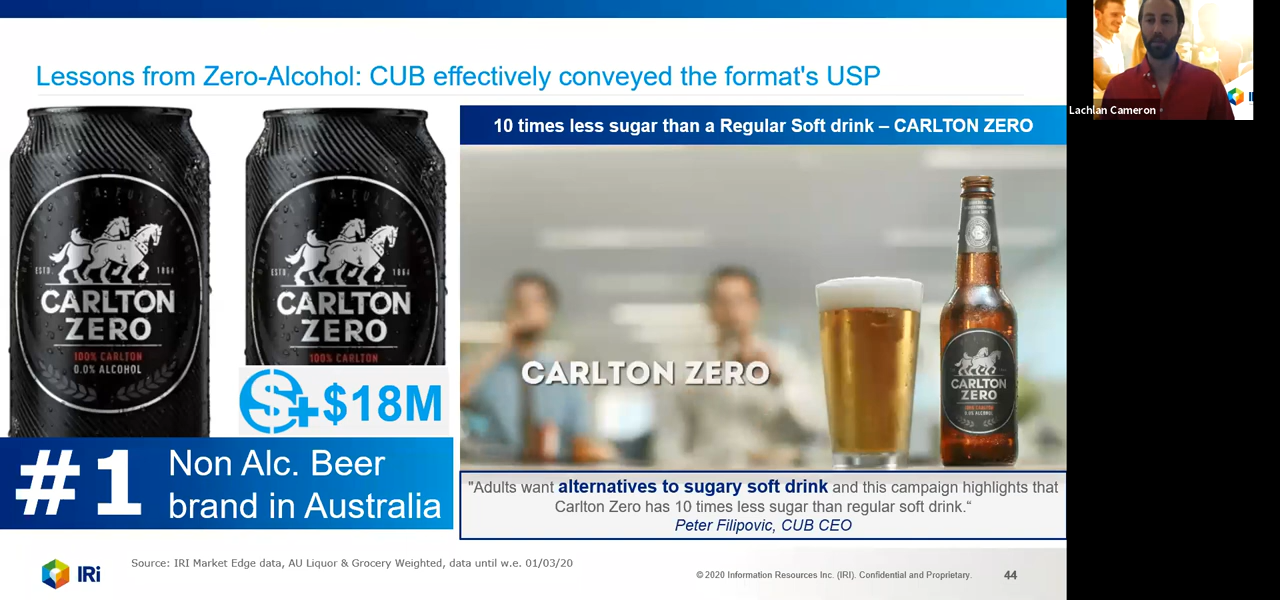 Lessons from Zero-Alcohol: CUB effectively conveyed the format's USP
ESTD. 1864
CARLTON
ZERO
100% CARLTON
0.0% ALCOHOL
ESTD. 1864
CARLTON
ZERO
100% CARLTON
+$18M
#1
Non Alc. Beer
brand in Australia
10 times less sugar than a Regular Soft drink – CARLTON ZERO
CARLTON ZERO
CARLTON
ZERO
100% CARLTON
0.0% ALCOHOL
"Adults want alternatives to sugary soft drink and this campaign highlights that
Carlton Zero has 10 times less sugar than regular soft drink.“
Peter Filipovic, CUB CEO
IRi
Source: IRI Market Edge data, AU Liquor & Grocery Weighted, data until w.e. 01/03/20
© 2020 Information Resources Inc. (IRI). Confidential and Proprietary.
44
Lachlan Cameron